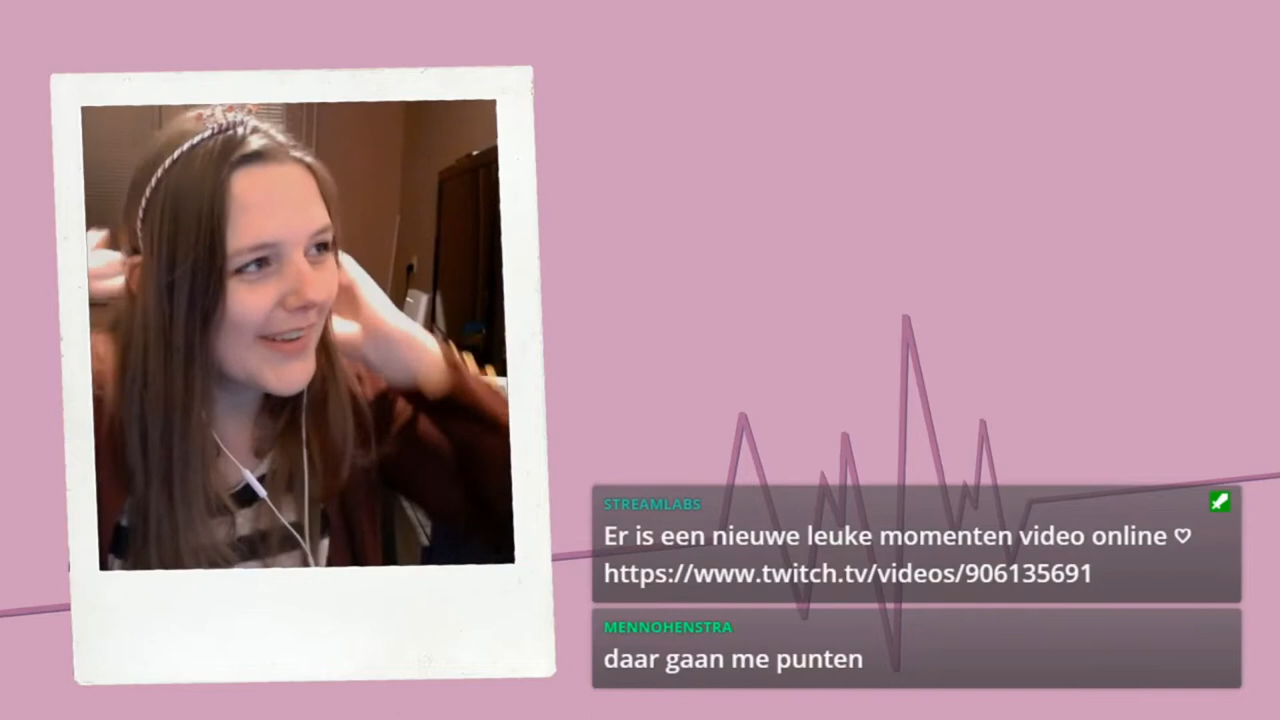 STREAMLABS
Er is een nieuwe leuke momenten video online ♡
https://www.twitch.tv/videos/906135691
MENNOHENSTRA
daar gaan me punten